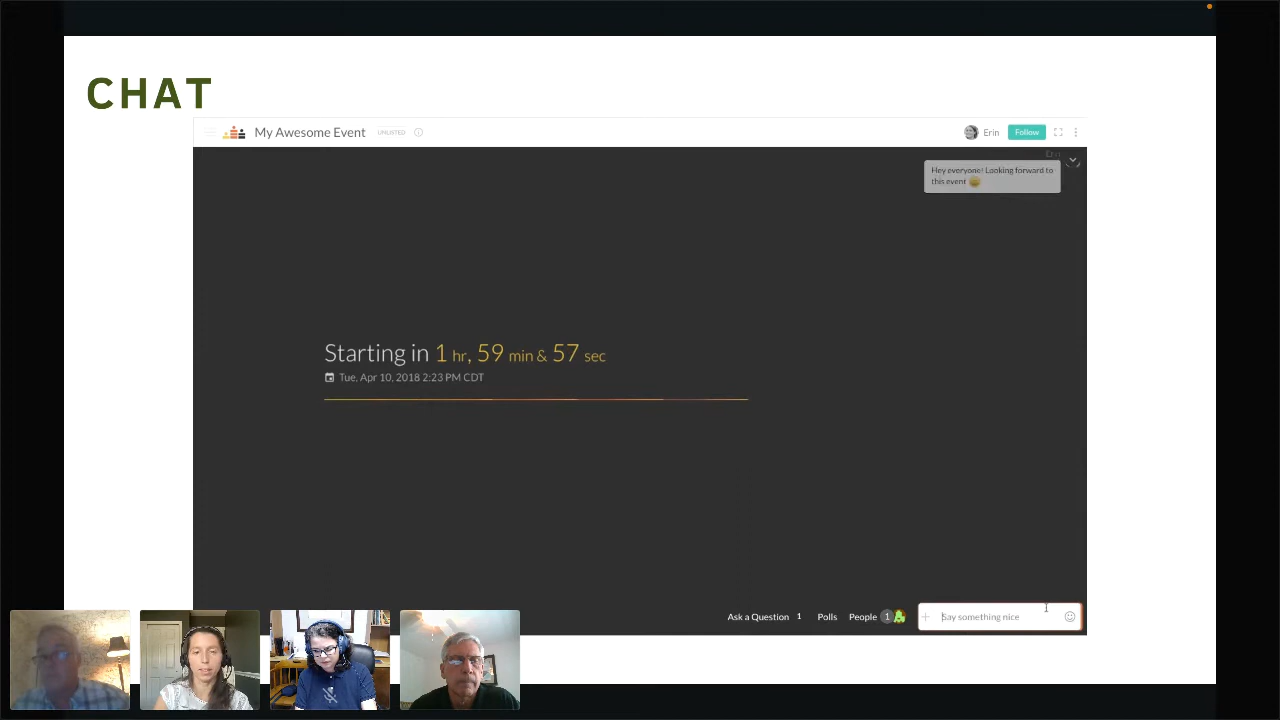 CHAT
My Awesome Event UNLISTED
Erin Follow
Hey everyone! Looking forward to
this event
Starting in 1 hr, 59 min & 57 sec
Tue, Apr 10, 2018 2:23 PM CDT
Ask a Question 1 Polls People 1
Say something nice